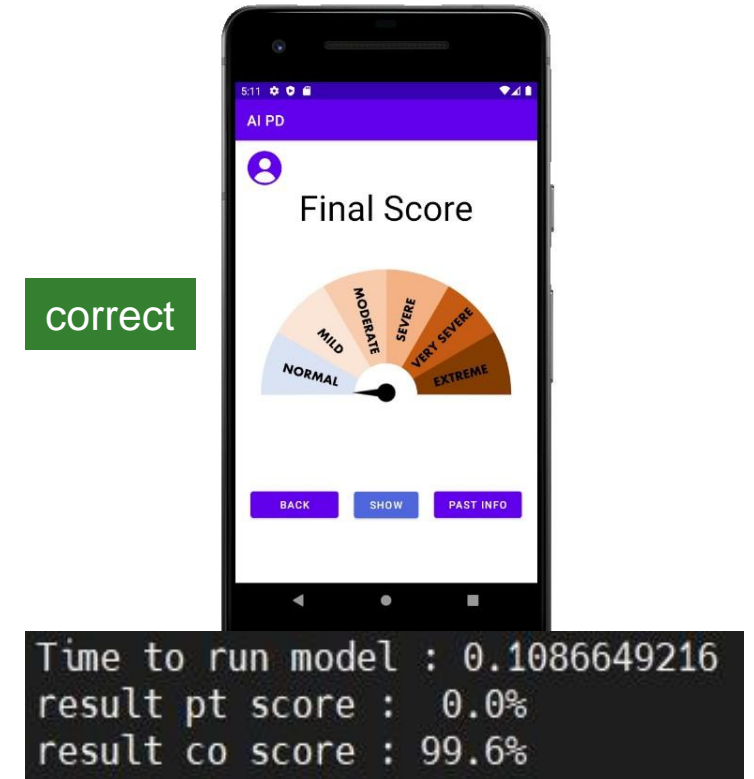 5:11
AI PD
Final Score
correct
NORMAL
MILD
MODERATE
SEVERE
VERY SEVERE
EXTREME
BACK
SHOW
PAST INFO
Time to run model : 0.1086649216
result pt score :  0.0%
result co score : 99.6%